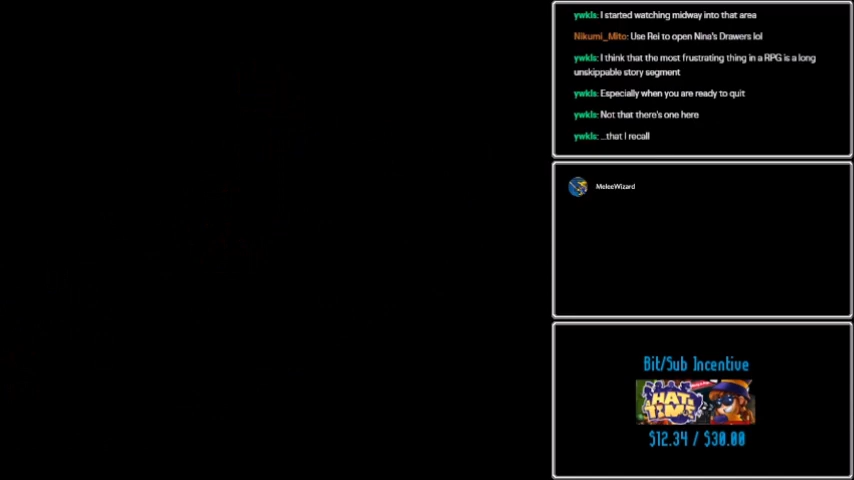 ywkls: I started watching midway into that area
Nikumi_Mito: Use Rei to open Nina's Drawers lol
ywkls: I think that the most frustrating thing in a RPG is a long
unskippable story segment
ywkls: Especially when you are ready to quit
ywkls: Not that there's one here
ywkls: ...that I recall
MeleeWizard
Bit/Sub Incentive
HAT
TIME
$12.34 / $30.00